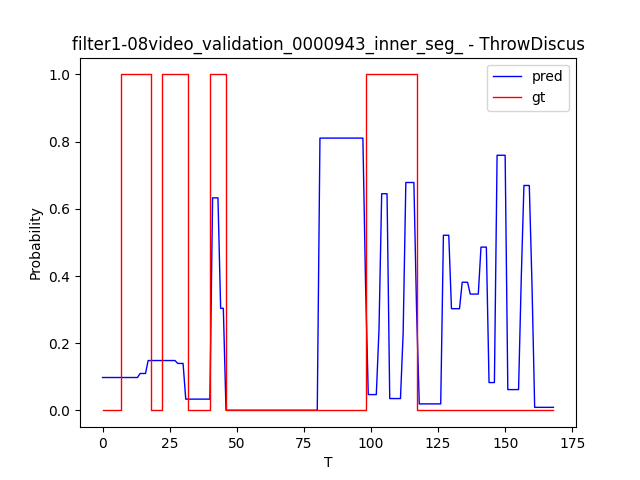 filter1-08video_validation_0000943_inner_seg_ - ThrowDiscus
pred
gt
1.0
0.8
0.6
0.4
0.2
0.0
Probability
0
25
50
75
100
125
150
175
T